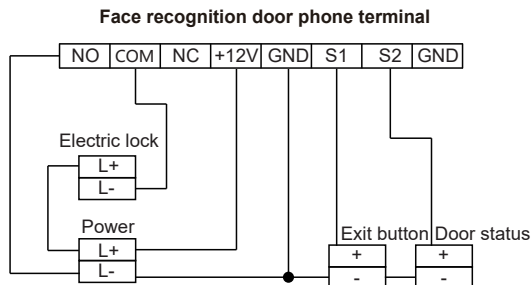 Face recognition door phone terminal
NO COM NC +12V GND S1 S2 GND
Electric lock
L+
L-
Power
L+
L-
Exit button Door status
+ +
- -